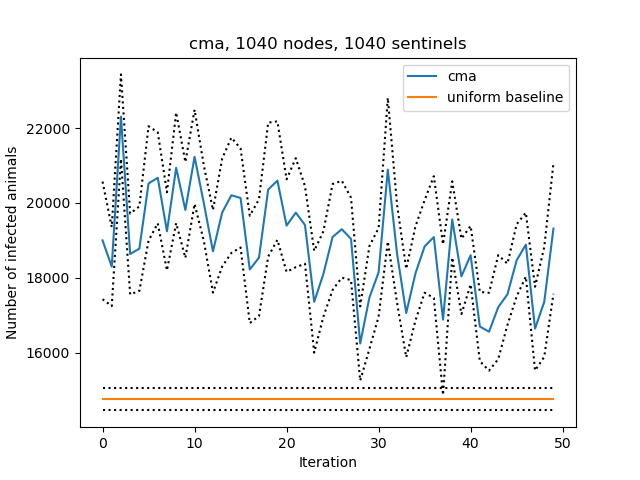 cma, 1040 nodes, 1040 sentinels
cma
uniform baseline
Number of infected animals
22000
20000
18000
16000
0 10 20 30 40 50
Iteration